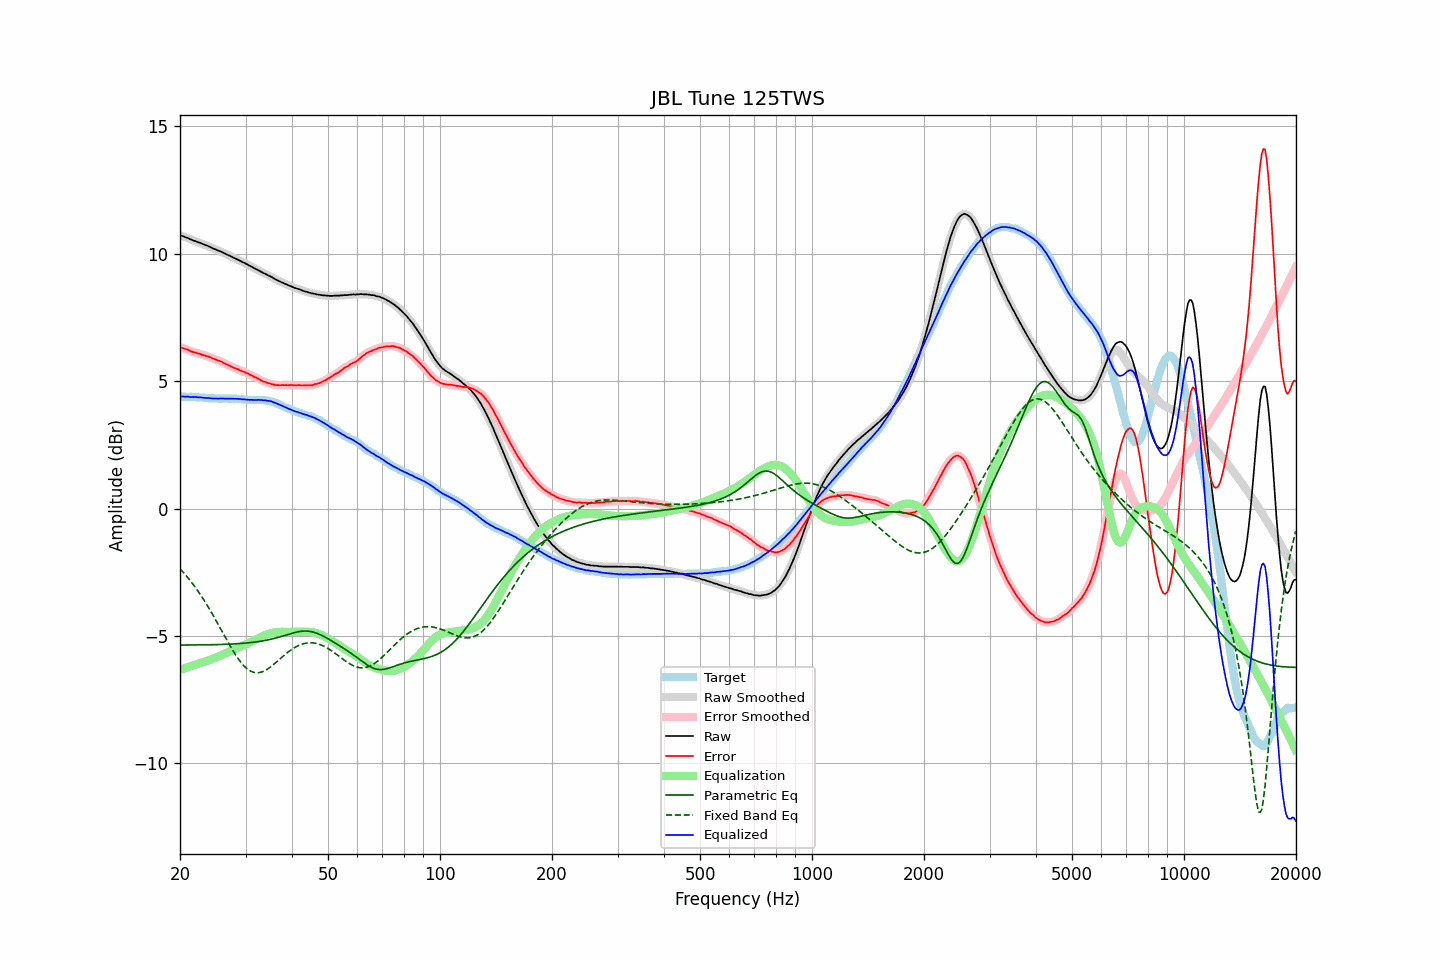 JBL Tune 125TWS
Amplitude (dBr)
15
10
5
0
−5
−10
Target
Raw Smoothed
Error Smoothed
Raw
Error
Equalization
Parametric Eq
Fixed Band Eq
Equalized
20
50
100
200
500
1000
2000
5000
10000
20000
Frequency (Hz)